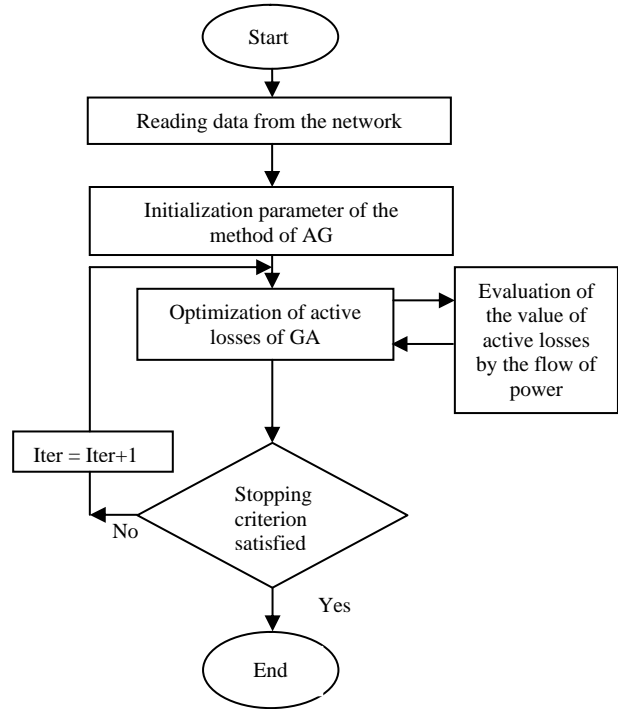 Start
Reading data from the network
Initialization parameter of the
method of AG
Optimization of active
losses of GA
Evaluation of
the value of
active losses
by the flow of
power
Iter = Iter+1
Stopping
criterion
satisfied
No
Yes
End